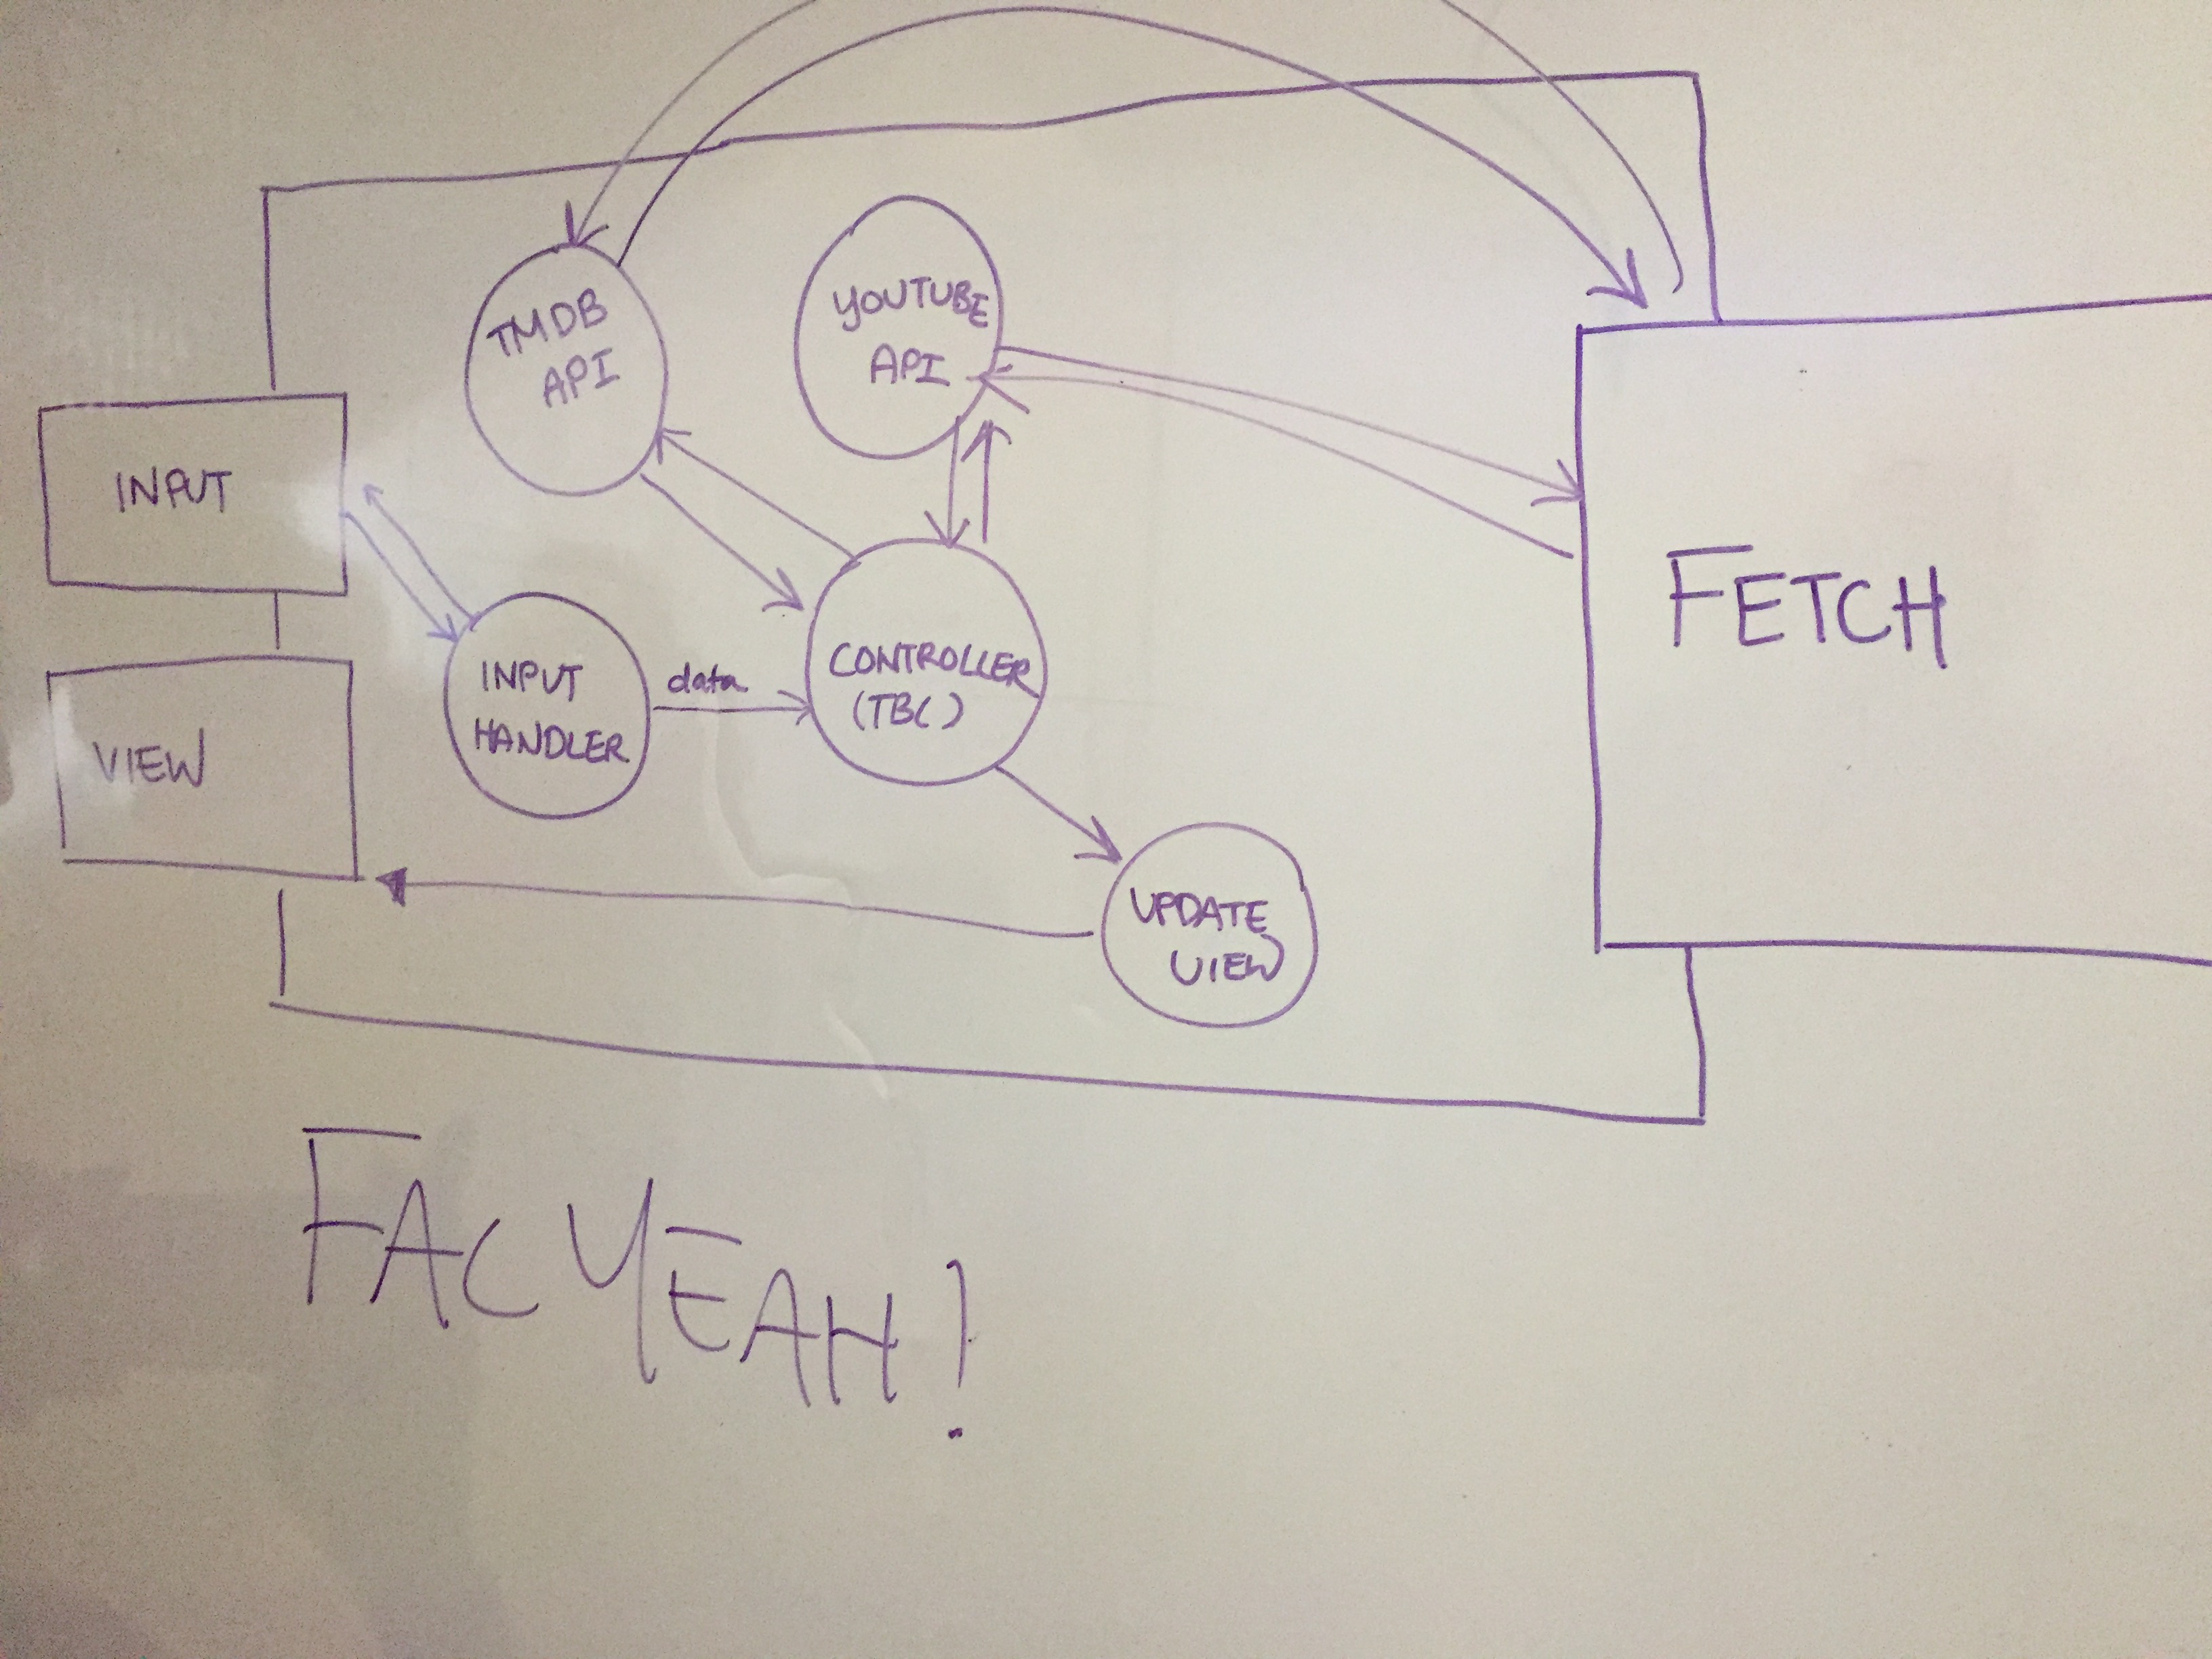 TMDB
API
YOUTUBE
API
INPUT
FETCH
INPUT
HANDLER
data
CONTROLLER
(TBC)
VIEW
UPDATE
VIEW
FAC YEAH!